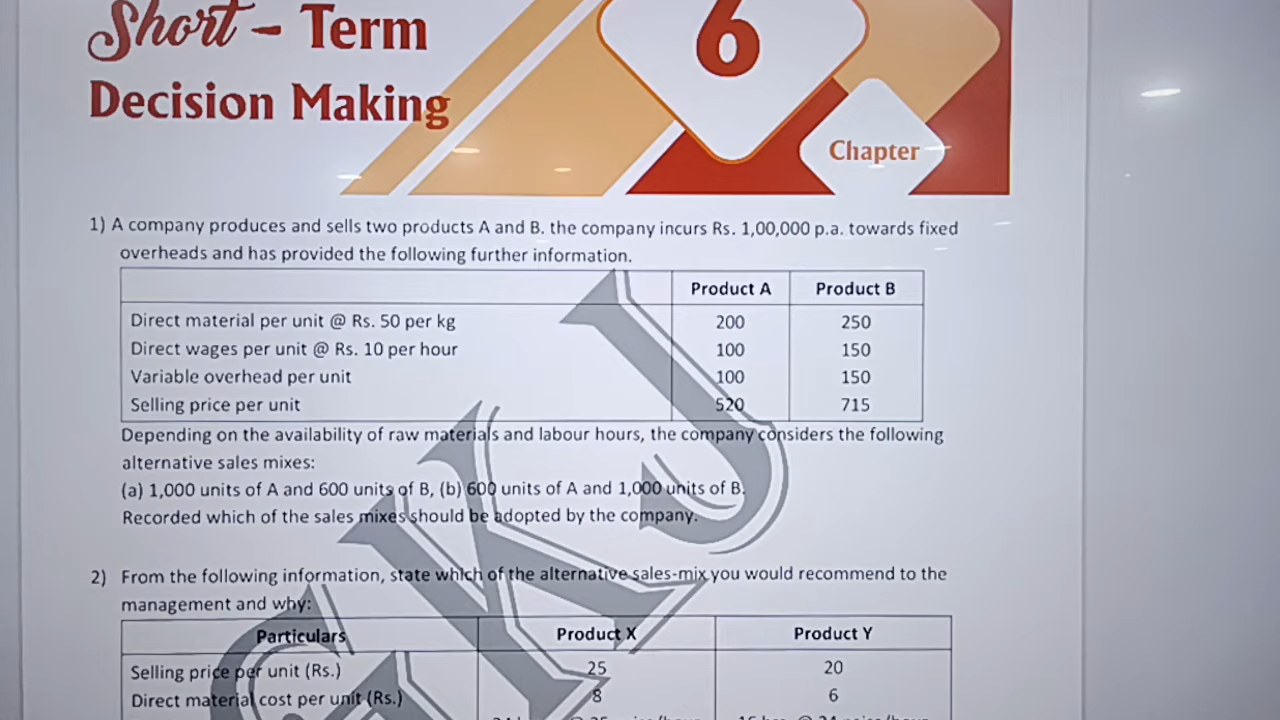 Short - Term
Decision Making
6
Chapter
1) A company produces and sells two products A and B. the company incurs Rs. 1,00,000 p.a. towards fixed
overheads and has provided the following further information.
Product A Product B
Direct material per unit @ Rs. 50 per kg 200 250
Direct wages per unit @ Rs. 10 per hour 100 150
Variable overhead per unit 100 150
Selling price per unit 520 715
Depending on the availability of raw materials and labour hours, the company considers the following
alternative sales mixes:
(a) 1,000 units of A and 600 units of B, (b) 600 units of A and 1,000 units of B.
Recorded which of the sales mixes should be adopted by the company.
2) From the following information, state which of the alternative sales-mix you would recommend to the
management and why:
Particulars Product X Product Y
Selling price per unit (Rs.) 25 20
Direct material cost per unit (Rs.) 8 6